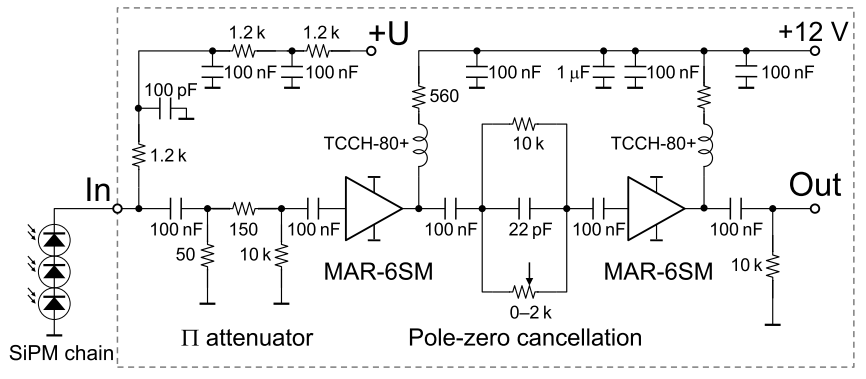 1.2 k
1.2 k
+U
+12 V
100 nF
100 nF
100 nF
1 µF
100 nF
100 nF
100 pF
560
1.2 k
TCCH-80+
10 k
TCCH-80+
In
Out
100 nF
150
100 nF
100 nF
22 pF
100 nF
100 nF
50
10 k
MAR-6SM
MAR-6SM
10 k
0–2 k
SiPM chain
Π attenuator
Pole-zero cancellation